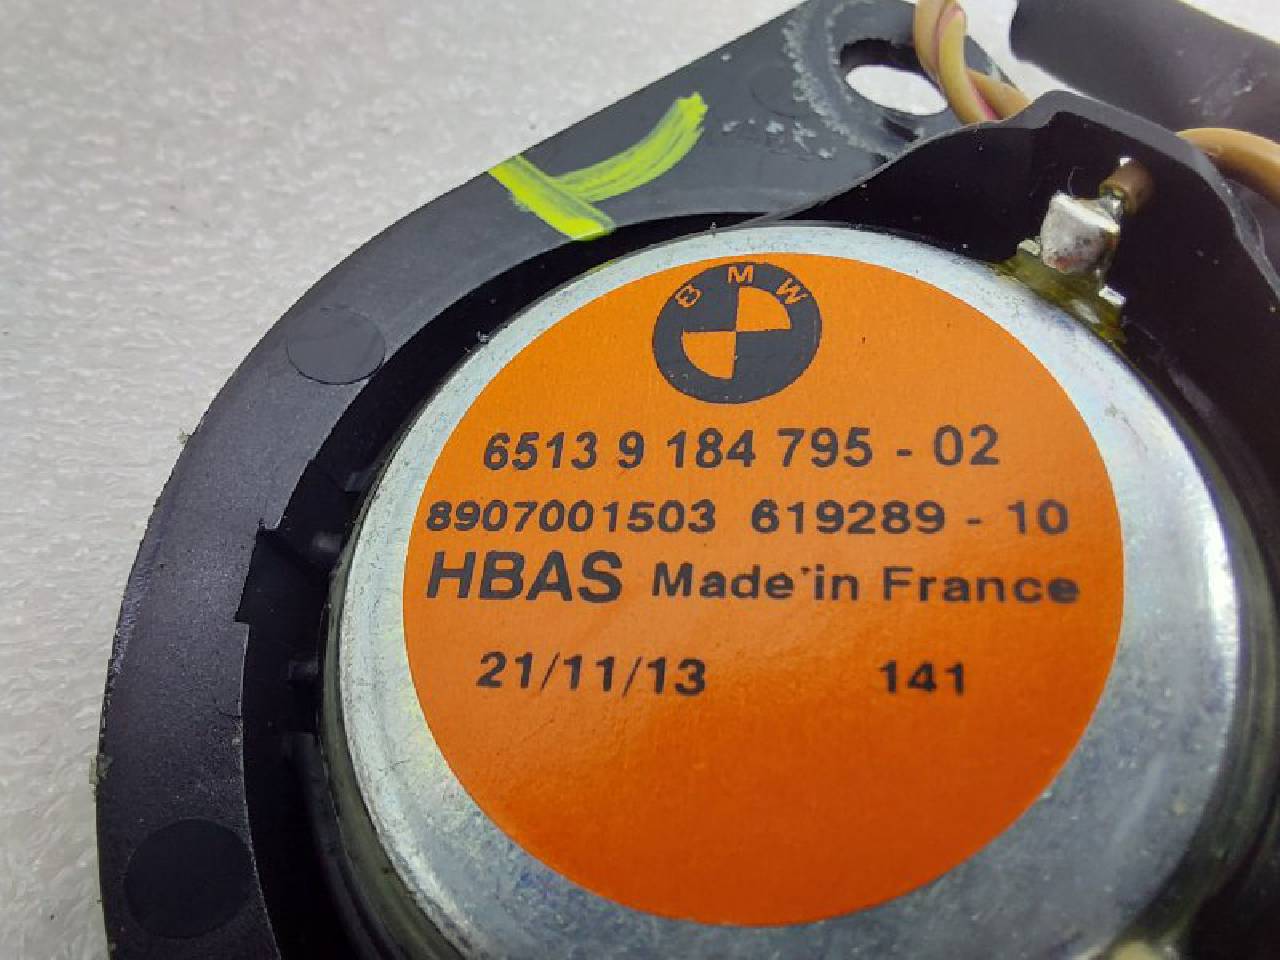 BMW
6513 9 184 795 - 02
8907001503 619289 - 10
HBAS Made in France
21/11/13 141